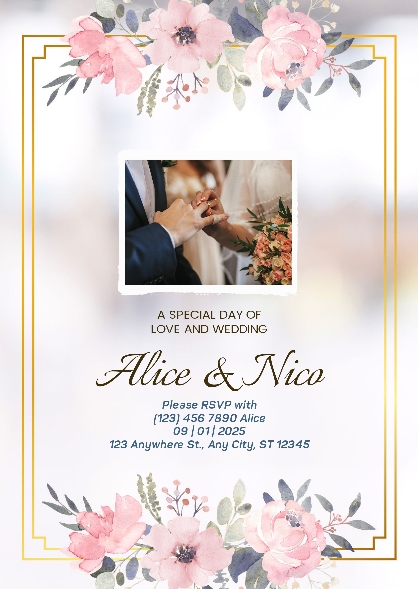 A SPECIAL DAY OF
LOVE AND WEDDING
Alice & Nico
Please RSVP with
(123) 456 7890 Alice
09 | 01 | 2025
123 Anywhere St., Any City, ST 12345